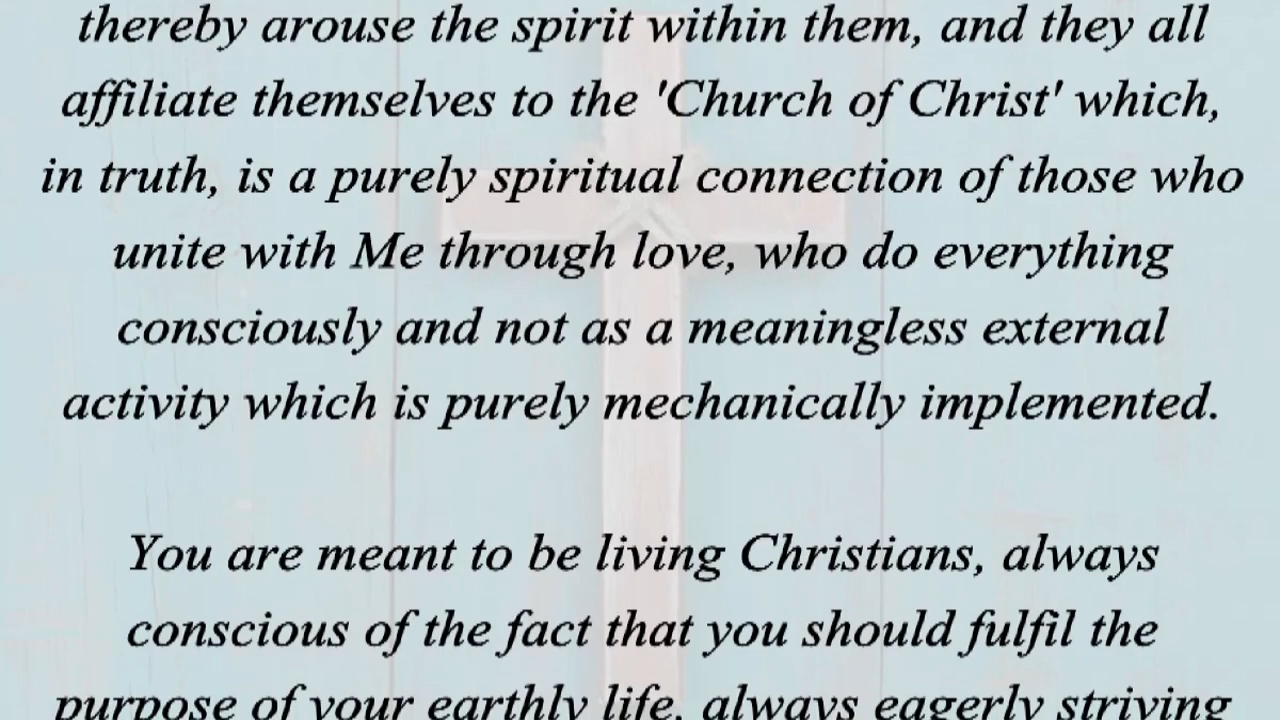 thereby arouse the spirit within them, and they all
affiliate themselves to the 'Church of Christ' which,
in truth, is a purely spiritual connection of those who
unite with Me through love, who do everything
consciously and not as a meaningless external
activity which is purely mechanically implemented.
You are meant to be living Christians, always
conscious of the fact that you should fulfil the
purpose of your earthly life, always eagerly striving